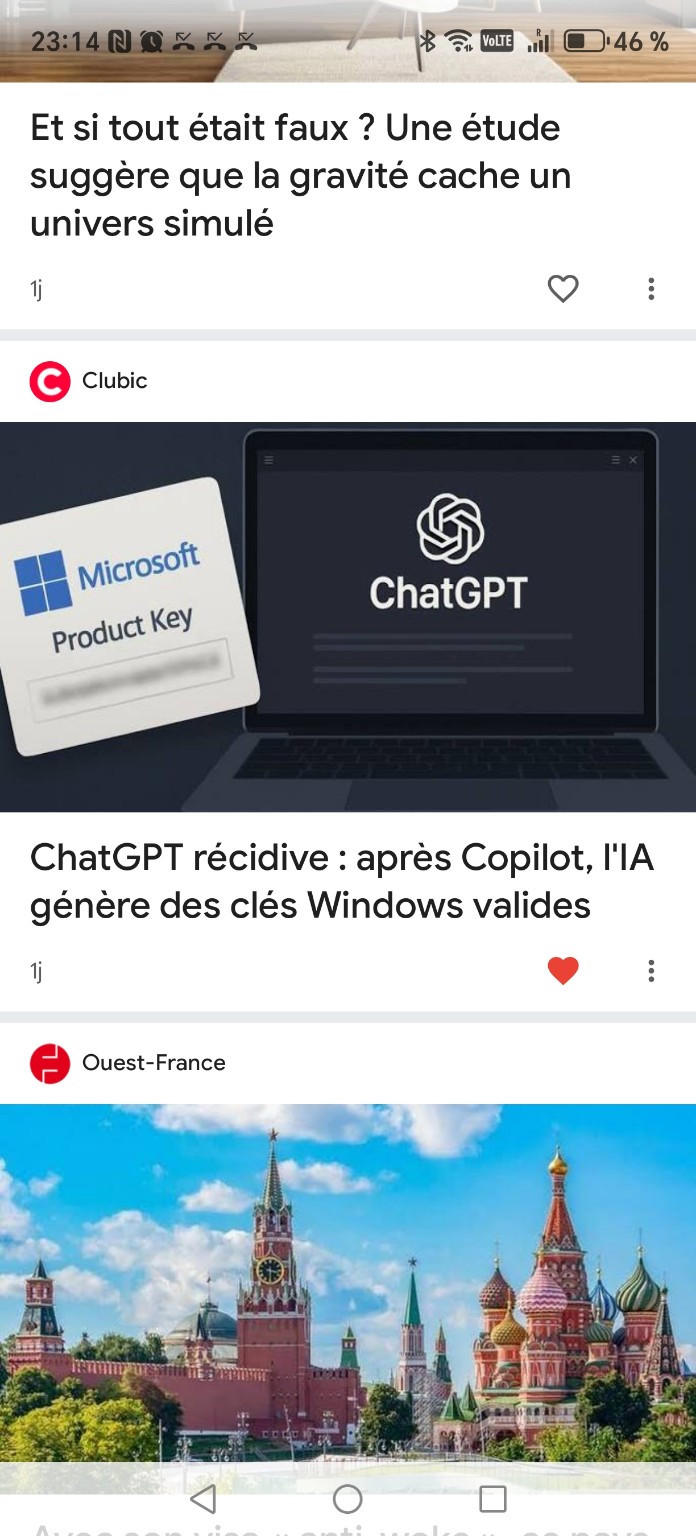 23:14 VoLTE R 46 %
Et si tout était faux ? Une étude
suggère que la gravité cache un
univers simulé
1j
Clubic
Microsoft
Product Key
ChatGPT
ChatGPT récidive : après Copilot, l'IA
génère des clés Windows valides
1j
Ouest-France